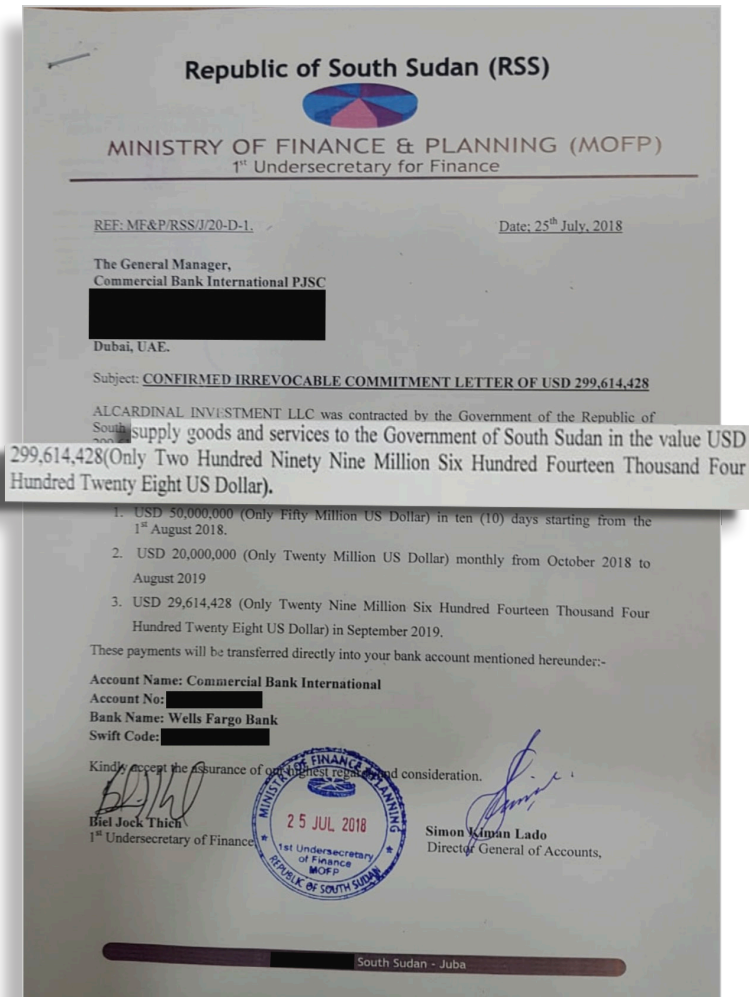 Republic of South Sudan (RSS)
MINISTRY OF FINANCE & PLANNING (MOFP)
1st Undersecretary for Finance
REF: MF&P/RSS/J/20-D-1.
Date: 25th July, 2018
The General Manager,
Commercial Bank International PJSC
Dubai, UAE.
Subject: CONFIRMED IRREVOCABLE COMMITMENT LETTER OF USD 299,614,428
ALCARDINAL INVESTMENT LLC was contracted by the Government of the Republic of
South
supply goods and services to the Government of South Sudan in the value USD
299,614,428(Only Two Hundred Ninety Nine Million Six Hundred Fourteen Thousand Four
Hundred Twenty Eight US Dollar).
1. USD 50,000,000 (Only Fifty Million US Dollar) in ten (10) days starting from the
1st August 2018.
2. USD 20,000,000 (Only Twenty Million US Dollar) monthly from October 2018 to
August 2019
3. USD 29,614,428 (Only Twenty Nine Million Six Hundred Fourteen Thousand Four
Hundred Twenty Eight US Dollar) in September 2019.
These payments will be transferred directly into your bank account mentioned hereunder:-
Account Name: Commercial Bank International
Account No:
Bank Name: Wells Fargo Bank
Swift Code:
Kindly accept the assurance of our highest regard and consideration.
Biel Jock Thich
1st Undersecretary of Finance
MINISTRY OF FINANCE & PLANNING
25 JUL 2018
1st Undersecretary
of Finance
MOFP
REPUBLIC OF SOUTH SUDAN
Simon Kiman Lado
Director General of Accounts,
South Sudan - Juba